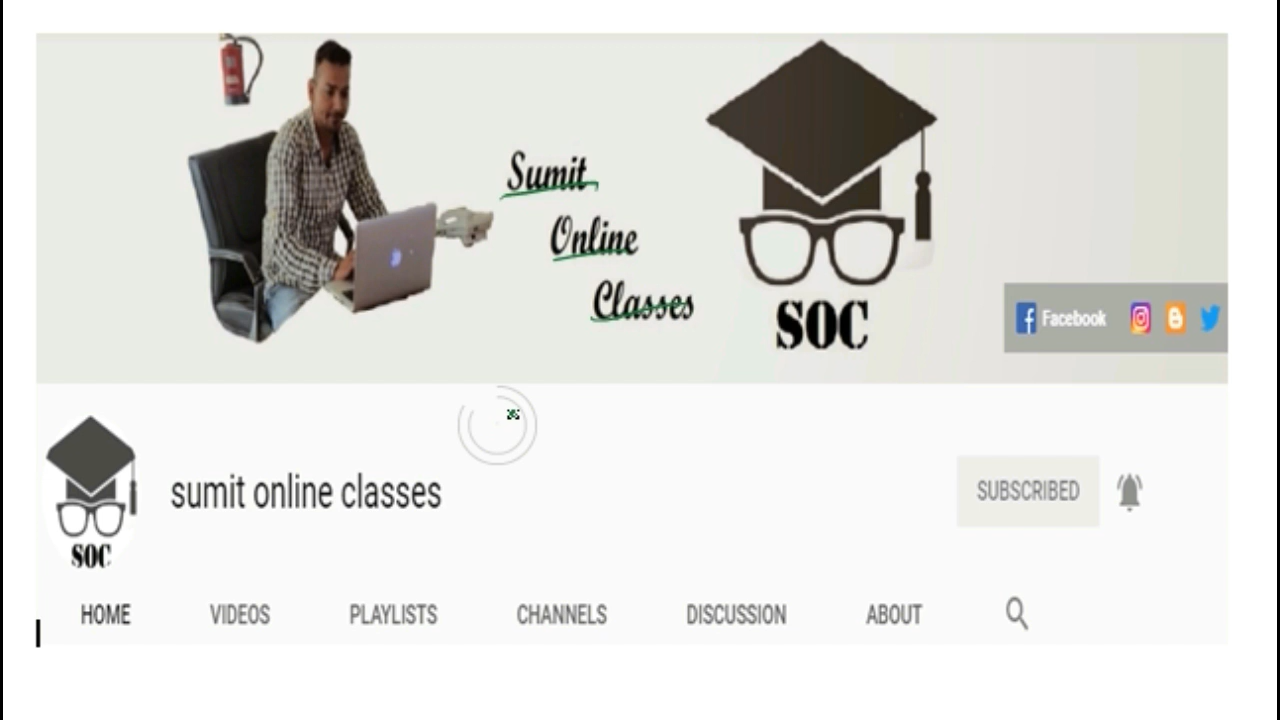 Sumit
Online
Classes
SOC
Facebook
SOC
sumit online classes
SUBSCRIBED
HOME VIDEOS PLAYLISTS CHANNELS DISCUSSION ABOUT